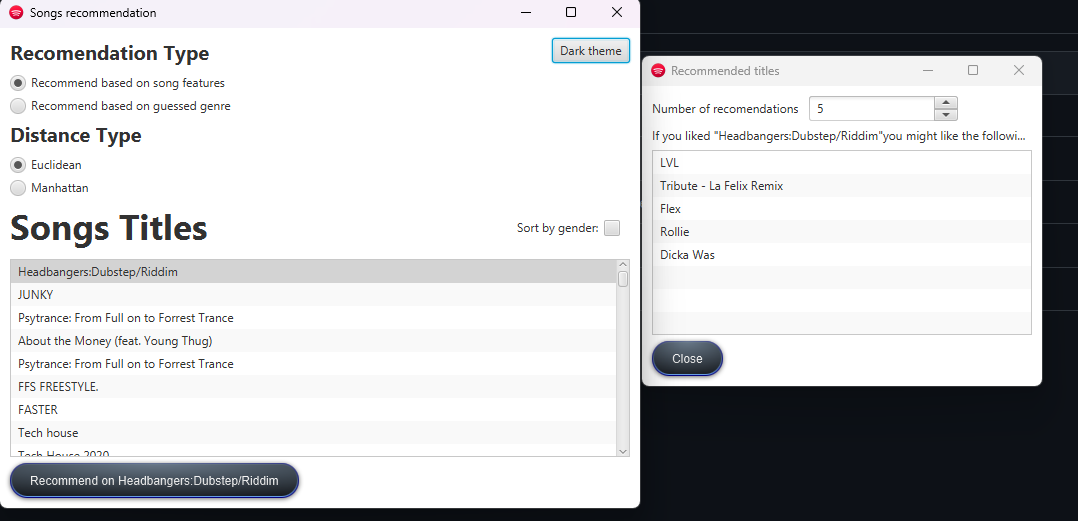 Songs recommendation
Recomendation Type
Dark theme
Recommend based on song features
Recommend based on guessed genre
Distance Type
Euclidean
Manhattan
Songs Titles
Sort by gender:
Headbangers:Dubstep/Riddim
JUNKY
Psytrance: From Full on to Forrest Trance
About the Money (feat. Young Thug)
Psytrance: From Full on to Forrest Trance
FFS FREESTYLE.
FASTER
Tech house
Tech House 2020
Recommend on Headbangers:Dubstep/Riddim
Recommended titles
Number of recomendations
5
If you liked "Headbangers:Dubstep/Riddim"you might like the followi...
LVL
Tribute - La Felix Remix
Flex
Rollie
Dicka Was
Close